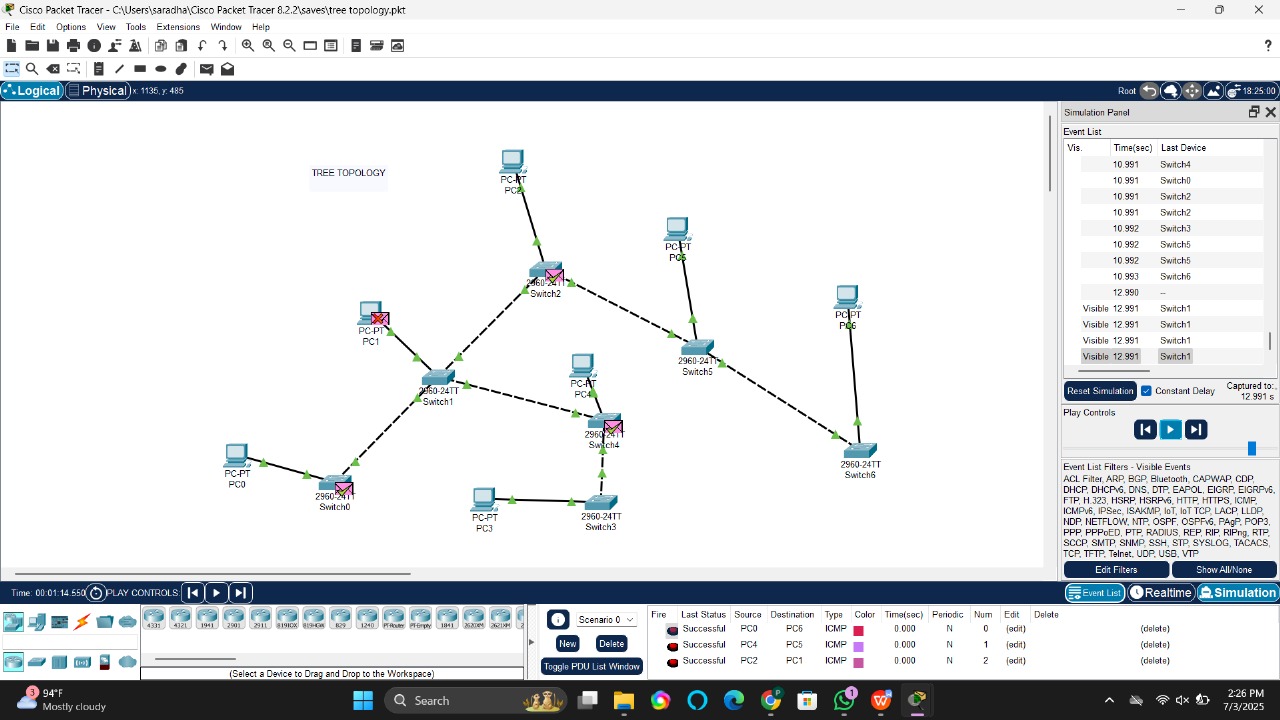 Cisco Packet Tracer - C:\Users\saradha\Cisco Packet Tracer 8.2.2\saves\tree topology.pkt
File Edit Options View Tools Extensions Window Help
Logical Physical x: 1135, y: 485 Root 18:25:00
TREE TOPOLOGY
PC-PT
PC2
PC-PT
PC5
2960-24TT
Switch2
PC-PT
PC6
PC-PT
PC1
2960-24TT
Switch5
PC-PT
PC4
2960-24TT
Switch1
2960-24TT
Switch4
PC-PT
PC0
2960-24TT
Switch6
2960-24TT
Switch0
PC-PT
PC3
2960-24TT
Switch3
Simulation Panel
Event List
Vis. Time(sec) Last Device
10.991 Switch4
10.991 Switch0
10.991 Switch2
10.991 Switch2
10.992 Switch3
10.992 Switch5
10.992 Switch5
10.993 Switch6
12.990 --
Visible 12.991 Switch1
Visible 12.991 Switch1
Visible 12.991 Switch1
Visible 12.991 Switch1
Reset Simulation Constant Delay Captured to:
12.991 s
Play Controls
Event List Filters - Visible Events
ACL Filter, ARP, BGP, Bluetooth, CAPWAP, CDP,
DHCP, DHCPv6, DNS, DTP, EAPOL, EIGRP, EIGRPv6,
FTP, H.323, HSRP, HSRPv6, HTTP, HTTPS, ICMP,
ICMPv6, IPSec, ISAKMP, IoT, IoT TCP, LACP, LLDP,
NDP, NETFLOW, NTP, OSPF, OSPFv6, PAgP, POP3,
PPP, PPPoED, PTP, RADIUS, REP, RIP, RIPng, RTP,
SCCP, SMTP, SNMP, SSH, STP, SYSLOG, TACACS,
TCP, TFTP, Telnet, UDP, USB, VTP
Edit Filters Show All/None
Time: 00:01:14.550 PLAY CONTROLS: Event List Realtime Simulation
4331 4321 1941 2901 2911 819IOX 819HGW 829 1240 PT-Router PT-Empty 1841 2620XM 2621XM
(Select a Device to Drag and Drop to the Workspace)
Scenario 0
New Delete
Toggle PDU List Window
Fire Last Status Source Destination Type Color Time(sec) Periodic Num Edit Delete
Successful PC0 PC6 ICMP 0.000 N 0 (edit) (delete)
Successful PC4 PC5 ICMP 0.000 N 1 (edit) (delete)
Successful PC2 PC1 ICMP 0.000 N 2 (edit) (delete)
3
94°F
Mostly cloudy
Search
1
2:26 PM
7/3/2025